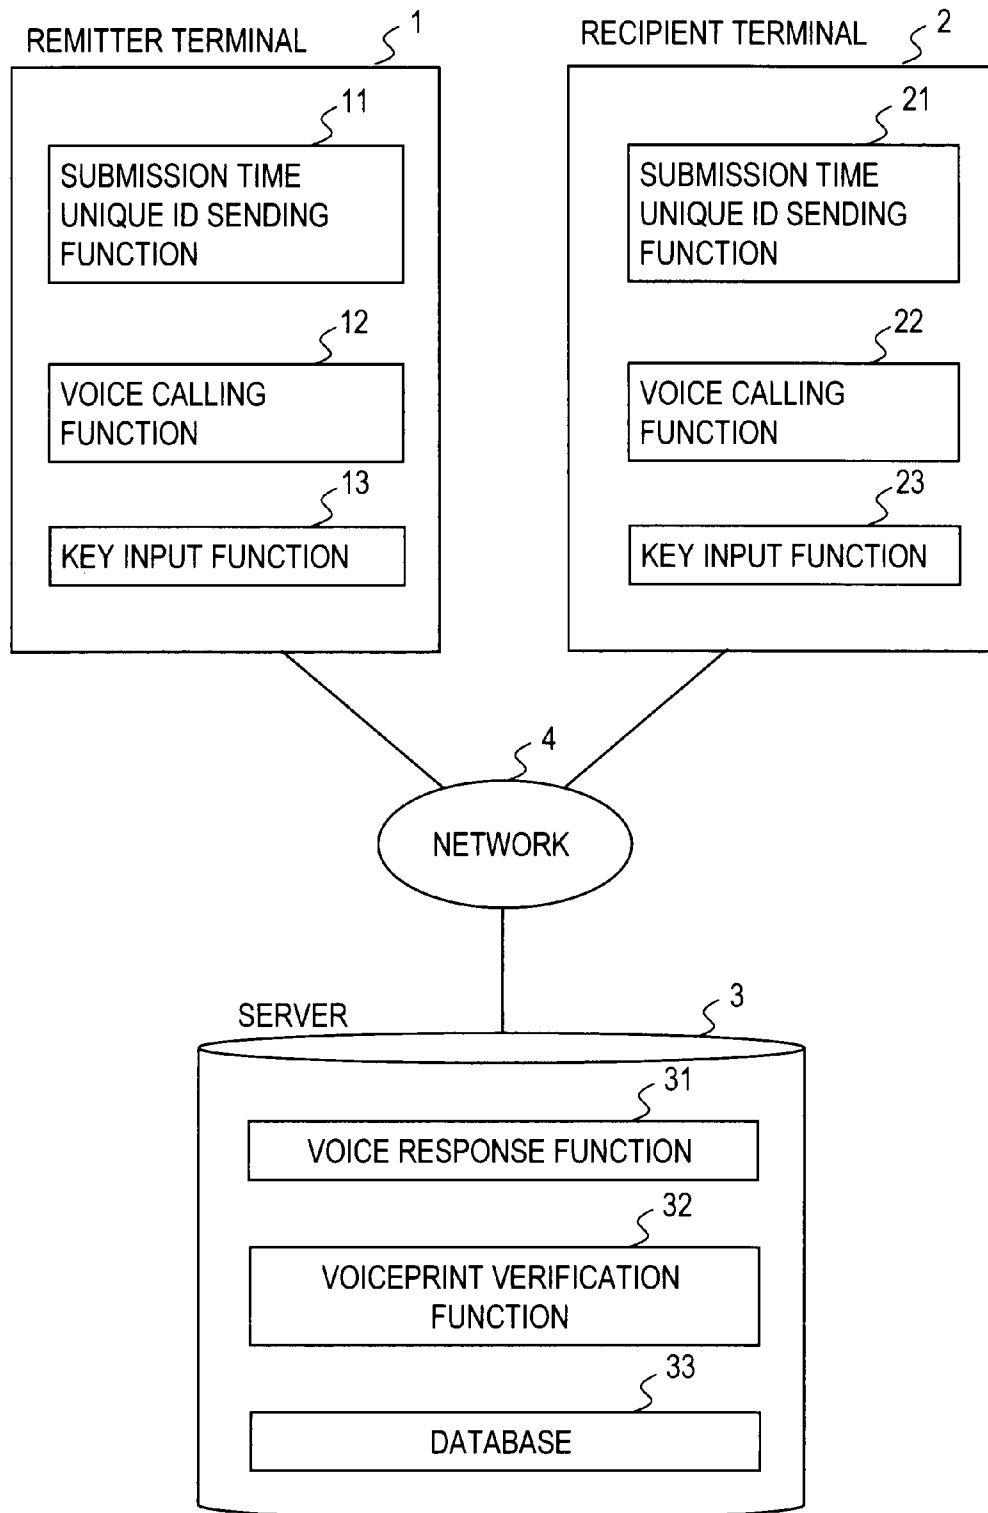 REMITTER TERMINAL
1
11
SUBMISSION TIME
UNIQUE ID SENDING
FUNCTION
12
VOICE CALLING
FUNCTION
13
KEY INPUT FUNCTION
RECIPIENT TERMINAL
2
21
SUBMISSION TIME
UNIQUE ID SENDING
FUNCTION
22
VOICE CALLING
FUNCTION
23
KEY INPUT FUNCTION
4
NETWORK
SERVER
3
31
VOICE RESPONSE FUNCTION
32
VOICEPRINT VERIFICATION
FUNCTION
33
DATABASE